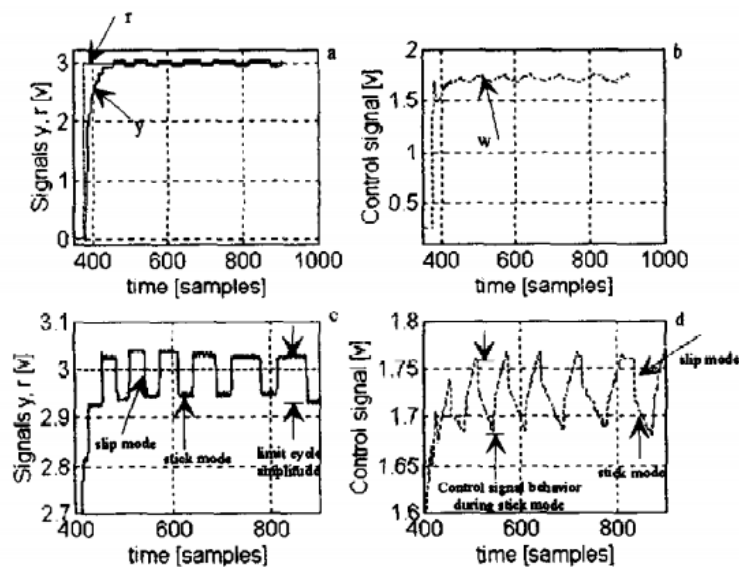 r
a
Signals y, r [v]
3
2
1
0
y
400 600 800 1000
time [samples]
b
Control signal [v]
2
1.5
1
0.5
0.1
w
400 600 800 1000
time [samples]
c
Signals y, r [v]
3.1
3
2.9
2.8
2.7
slip mode
stick mode
limit cycle
amplitude
400 600 800
time [samples]
d
Control signal [v]
1.8
1.75
1.7
1.65
1.6
slip mode
stick mode
Control signal behavior
during stick mode
400 600 800
time [samples]